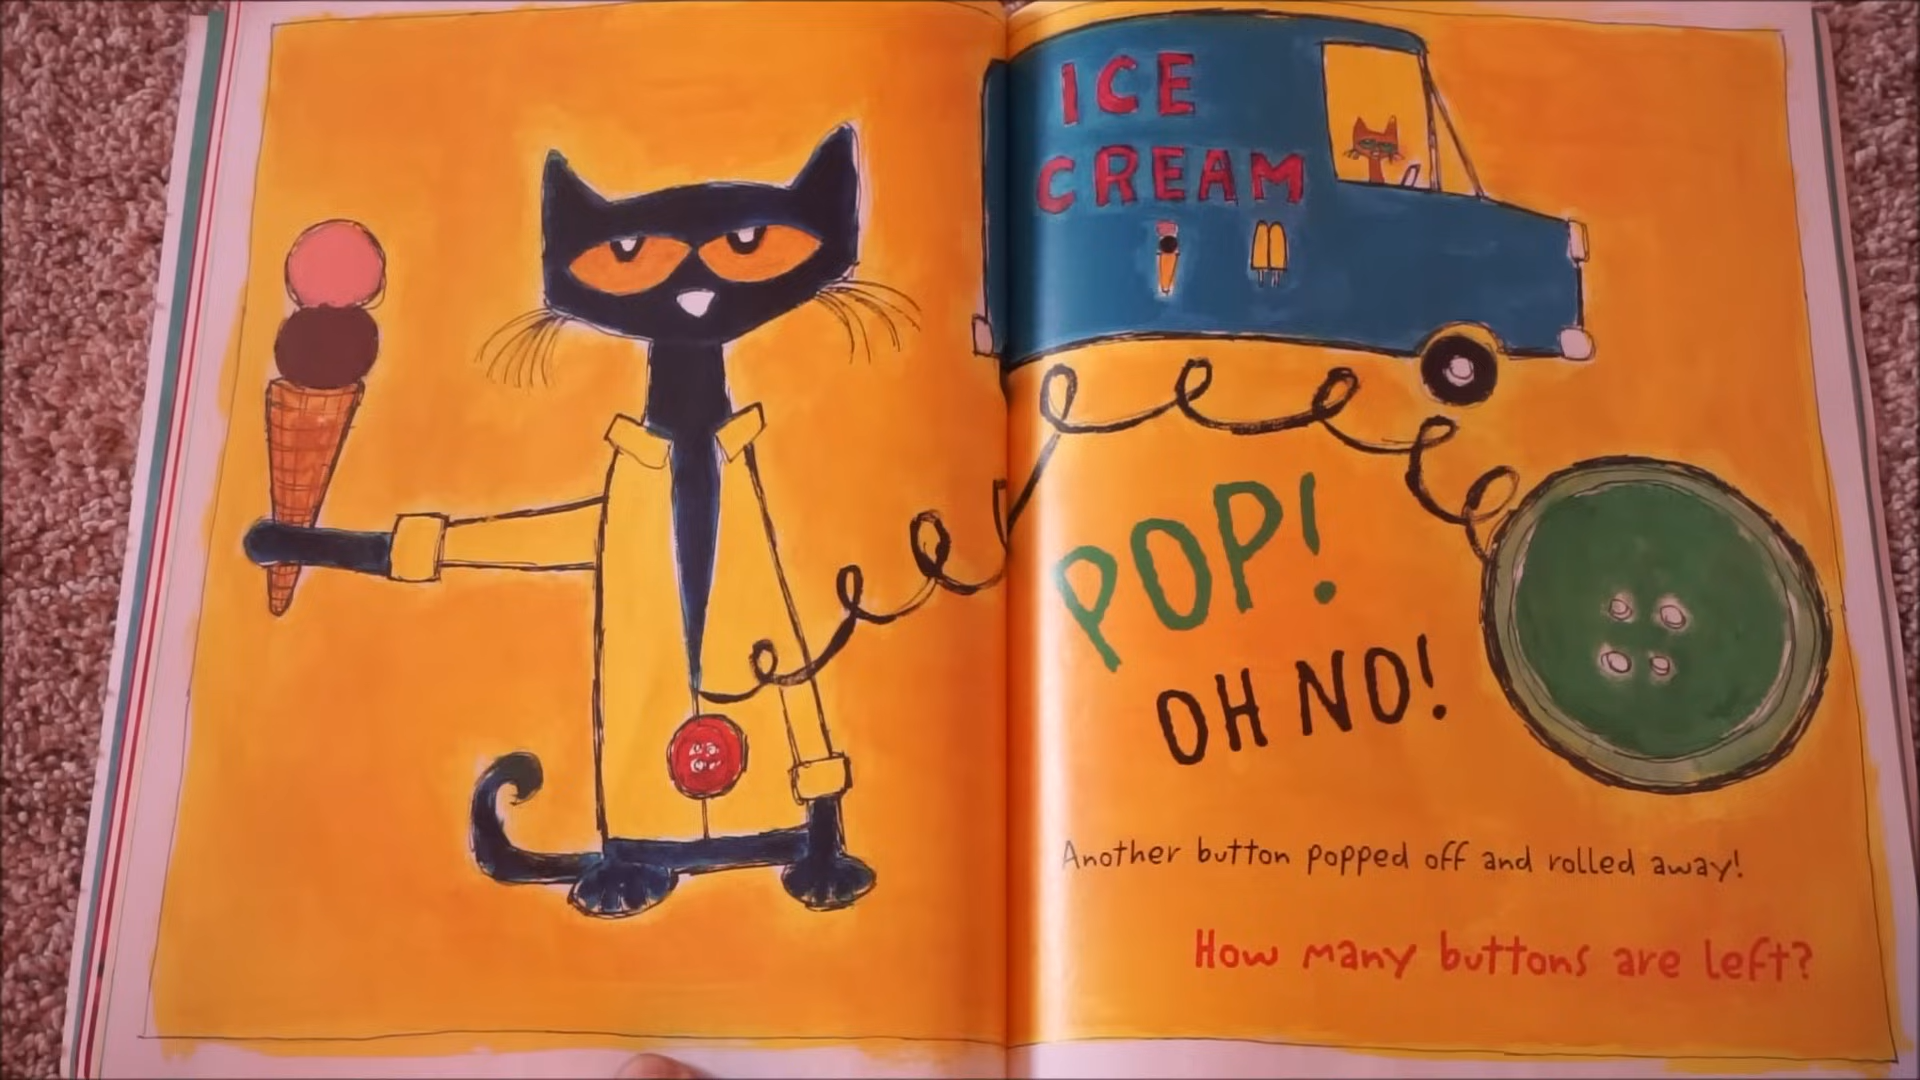 ICE
CREAM
POP!
OH NO!
Another button popped off and rolled away!
How many buttons are left?